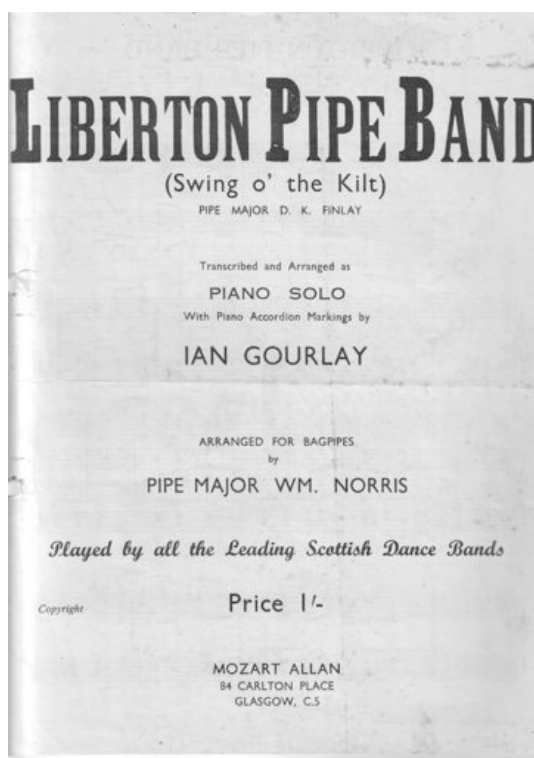 LIBERTON PIPE BAND
(Swing o' the Kilt)
PIPE MAJOR D. K. FINLAY
Transcribed and Arranged as
PIANO SOLO
With Piano Accordion Markings by
IAN GOURLAY
ARRANGED FOR BAGPIPES
by
PIPE MAJOR WM. NORRIS
Played by all the Leading Scottish Dance Bands
Copyright
Price 1/-
MOZART ALLAN
84 CARLTON PLACE
GLASGOW, C.5